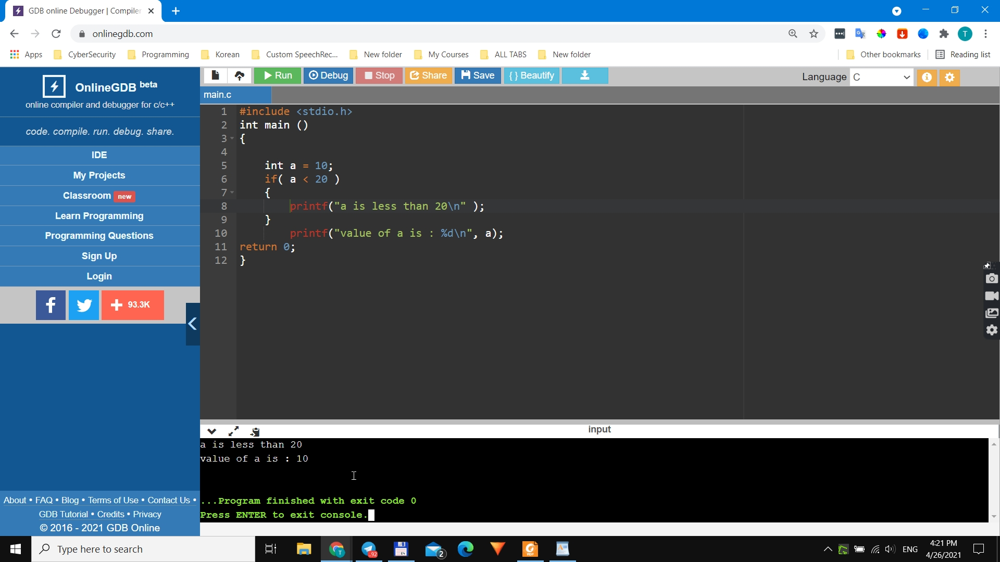 GDB online Debugger | Compiler
onlinegdb.com
Apps CyberSecurity Programming Korean Custom SpeechRec... New folder My Courses ALL TABS New folder Other bookmarks Reading list
OnlineGDB beta
online compiler and debugger for c/c++
code. compile. run. debug. share.
IDE
My Projects
Classroom new
Learn Programming
Programming Questions
Sign Up
Login
f + 93.3K
About • FAQ • Blog • Terms of Use • Contact Us •
GDB Tutorial • Credits • Privacy
© 2016 - 2021 GDB Online
Run Debug Stop Share Save { } Beautify Language C
main.c
1 #include <stdio.h>
2 int main ()
3 {
4
5 int a = 10;
6 if( a < 20 )
7 {
8 printf("a is less than 20\n" );
9 }
10 printf("value of a is : %d\n", a);
11 return 0;
12 }
input
a is less than 20
value of a is : 10
...Program finished with exit code 0
Press ENTER to exit console.
Type here to search
92
2
ENG
4:21 PM
4/26/2021